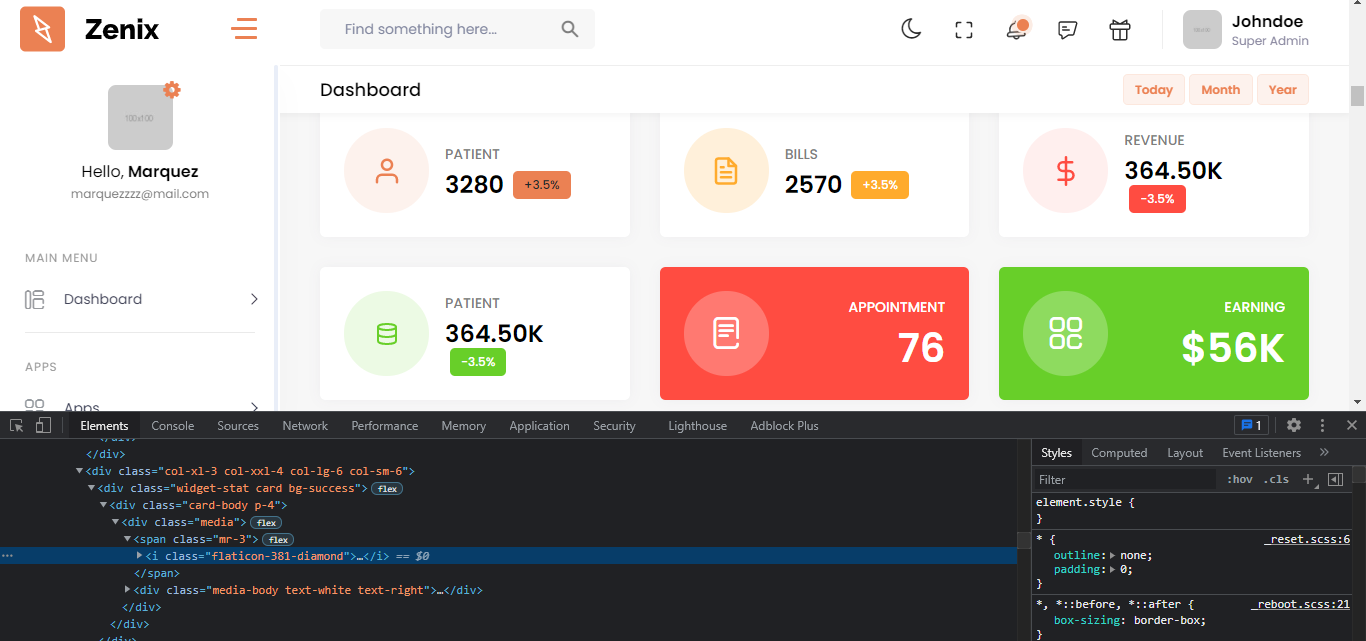 Zenix
Find something here...
Johndoe
Super Admin
100x100
Hello, Marquez
marquezzzz@mail.com
MAIN MENU
Dashboard
APPS
Apps
Dashboard
Today Month Year
PATIENT
3280 +3.5%
BILLS
2570 +3.5%
REVENUE
364.50K
-3.5%
PATIENT
364.50K
-3.5%
APPOINTMENT
76
EARNING
$56K
Elements Console Sources Network Performance Memory Application Security Lighthouse Adblock Plus 1
</div>
</div>
<div class="col-xl-3 col-xxl-4 col-lg-6 col-sm-6">
<div class="widget-stat card bg-success"> flex
<div class="card-body p-4">
<div class="media"> flex
<span class="mr-3"> flex
... <i class="flaticon-381-diamond">…</i> == $0
</span>
<div class="media-body text-white text-right">…</div>
</div>
</div>
</div>
Styles Computed Layout Event Listeners »
Filter :hov .cls +
element.style {
}
* { _reset.scss:6
outline: none;
padding: 0;
}
*, *::before, *::after { _reboot.scss:21
box-sizing: border-box;
}